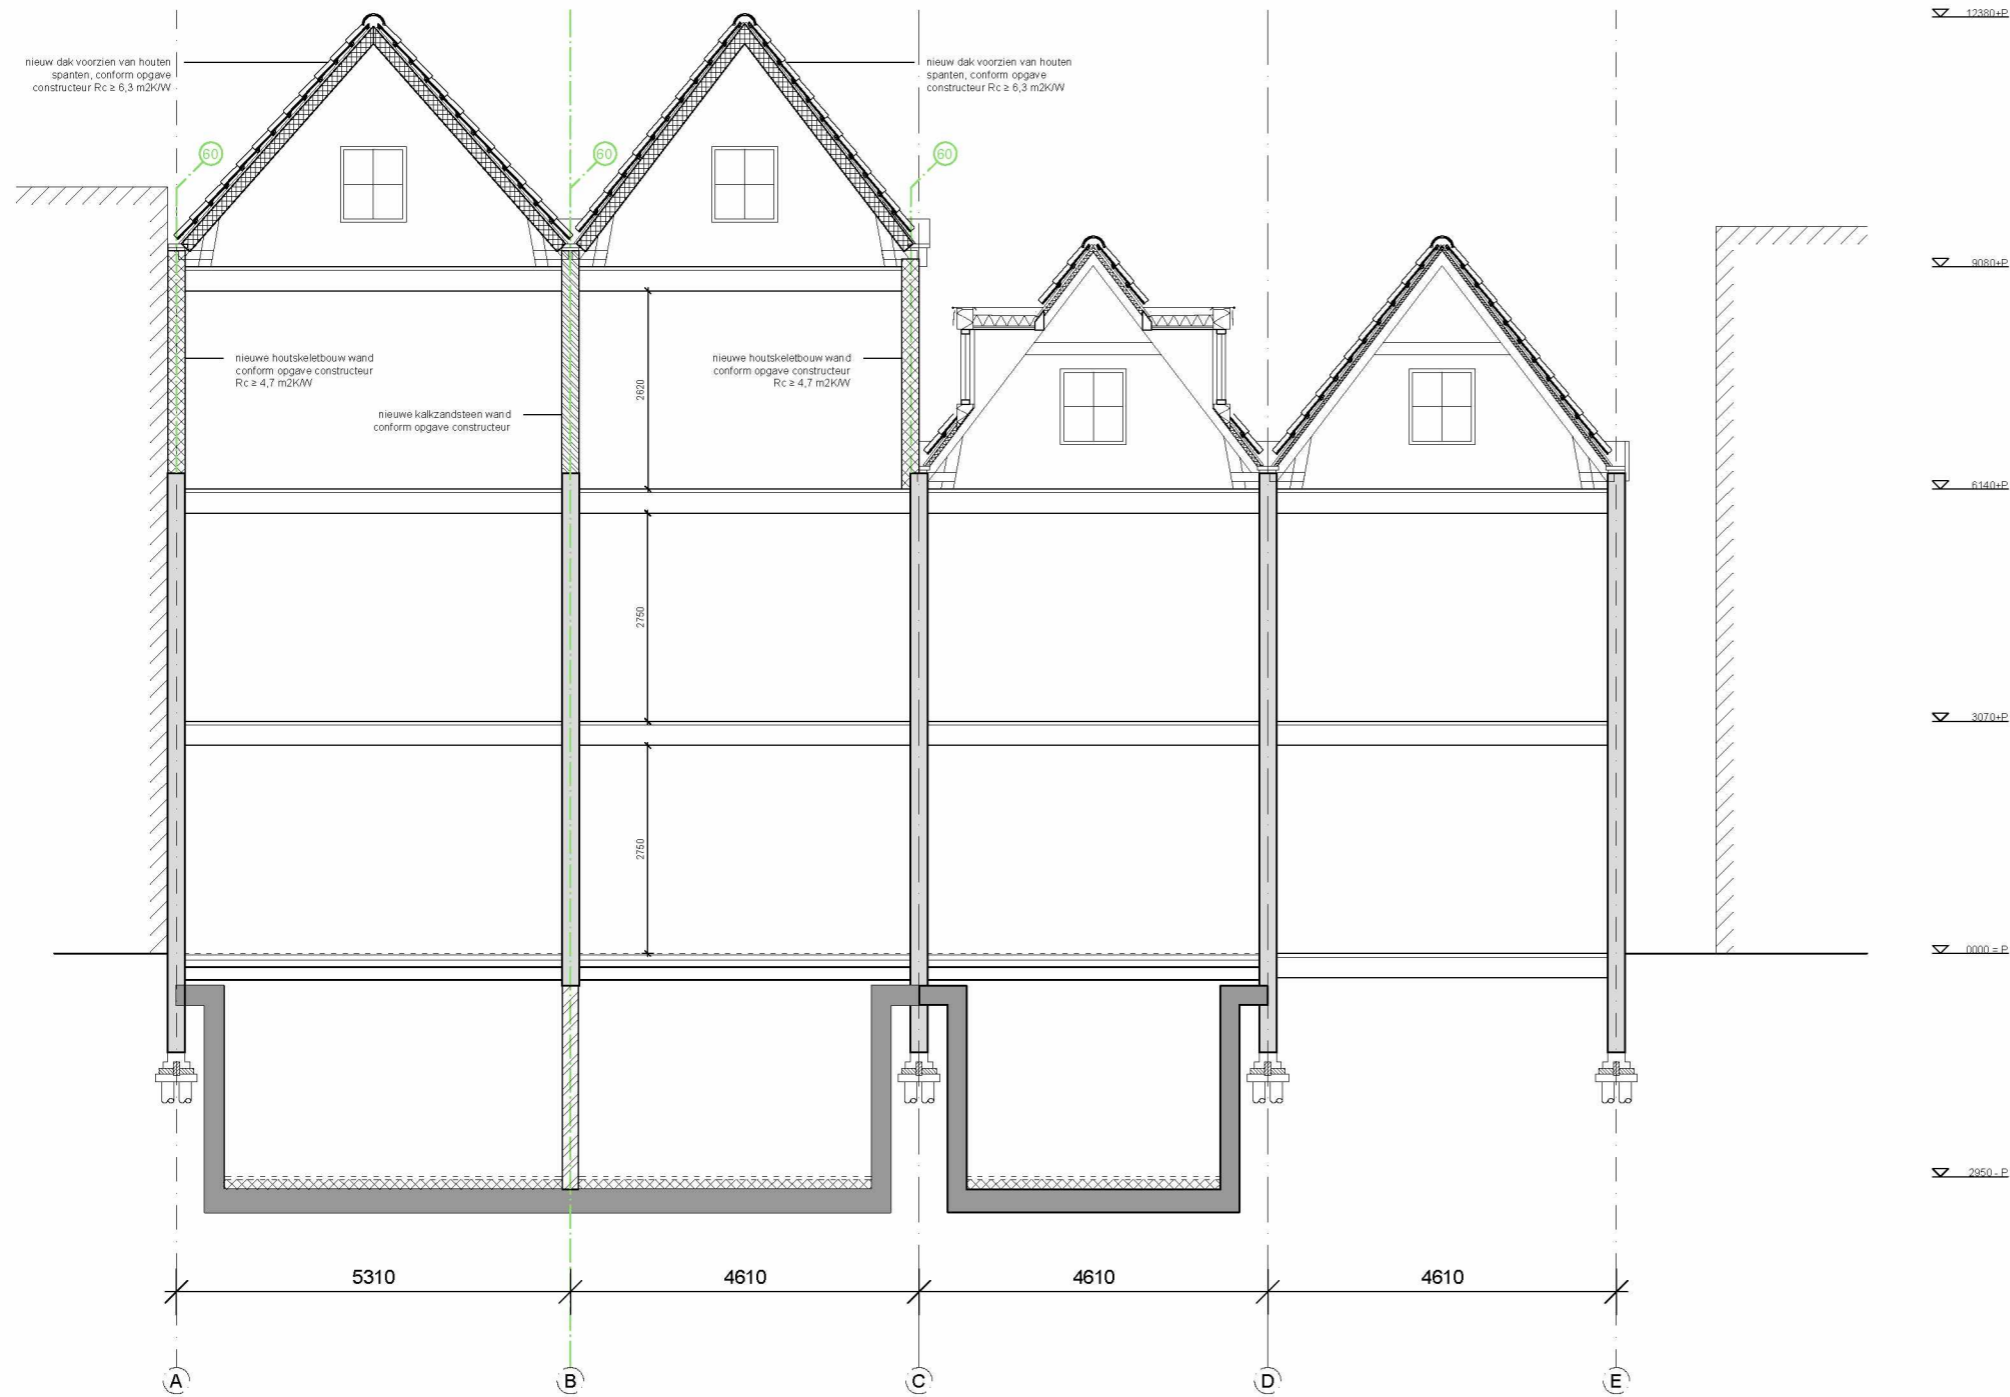 12380+P
nieuw dak voorzien van houten
spanten, conform opgave
constructeur Rc ≥ 6,3 m2K/W
nieuw dak voorzien van houten
spanten, conform opgave
constructeur Rc ≥ 6,3 m2K/W
60
60
60
9080+P
nieuwe houtskeletbouw wand
conform opgave constructeur
Rc ≥ 4,7 m2K/W
nieuwe houtskeletbouw wand
conform opgave constructeur
Rc ≥ 4,7 m2K/W
2620
nieuwe kalkzandsteen wand
conform opgave constructeur
6140+P
2750
3070+P
2750
0000 = P
2950 - P
5310
4610
4610
4610
A
B
C
D
E